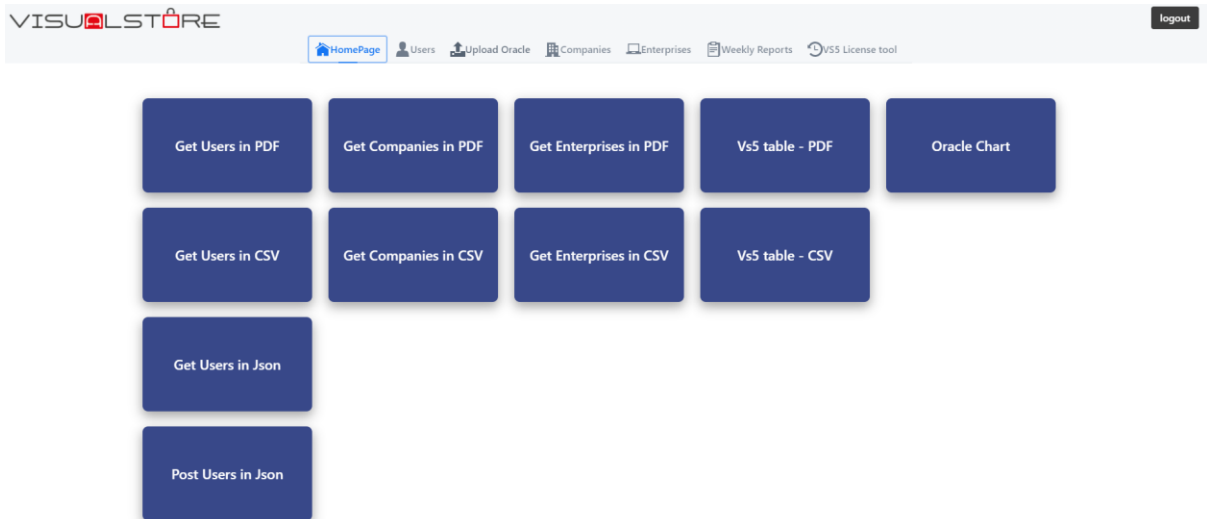 VISUALSTORE
logout
HomePage Users Upload Oracle Companies Enterprises Weekly Reports VS5 License tool
Get Users in PDF Get Companies in PDF Get Enterprises in PDF Vs5 table - PDF Oracle Chart
Get Users in CSV Get Companies in CSV Get Enterprises in CSV Vs5 table - CSV
Get Users in Json
Post Users in Json